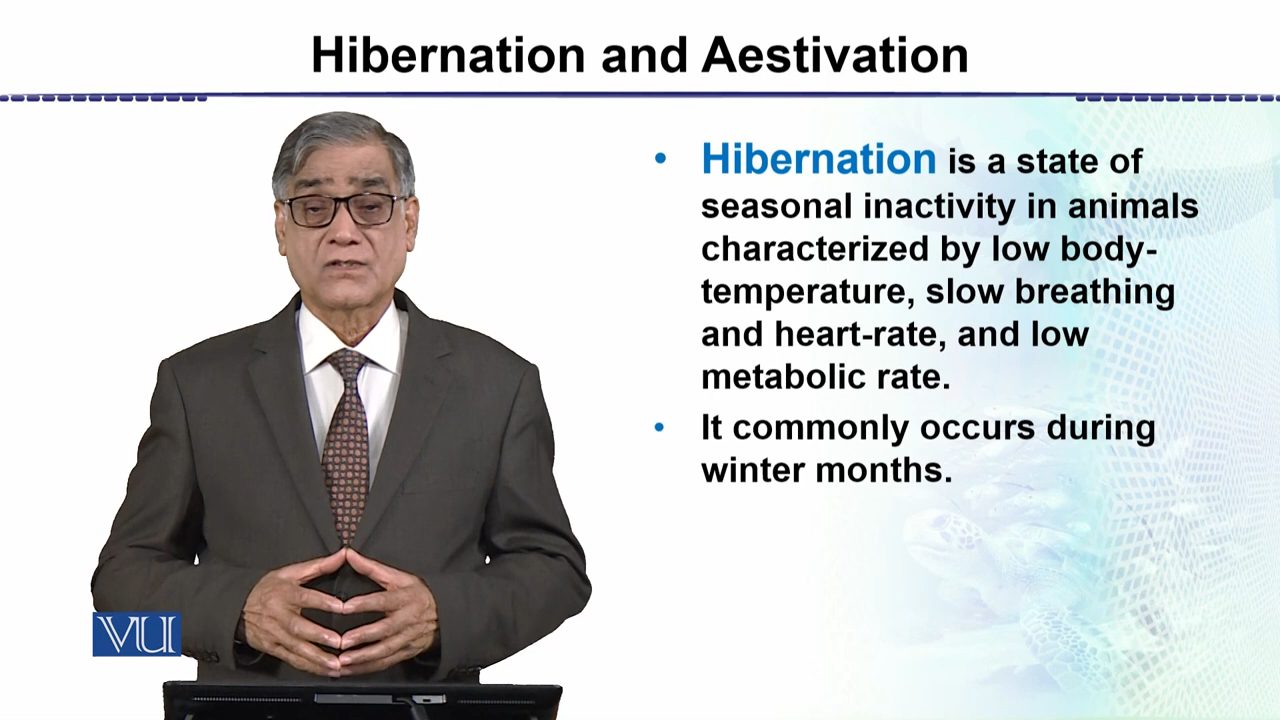 Hibernation and Aestivation
• Hibernation is a state of
seasonal inactivity in animals
characterized by low body-
temperature, slow breathing
and heart-rate, and low
metabolic rate.
• It commonly occurs during
winter months.
VU